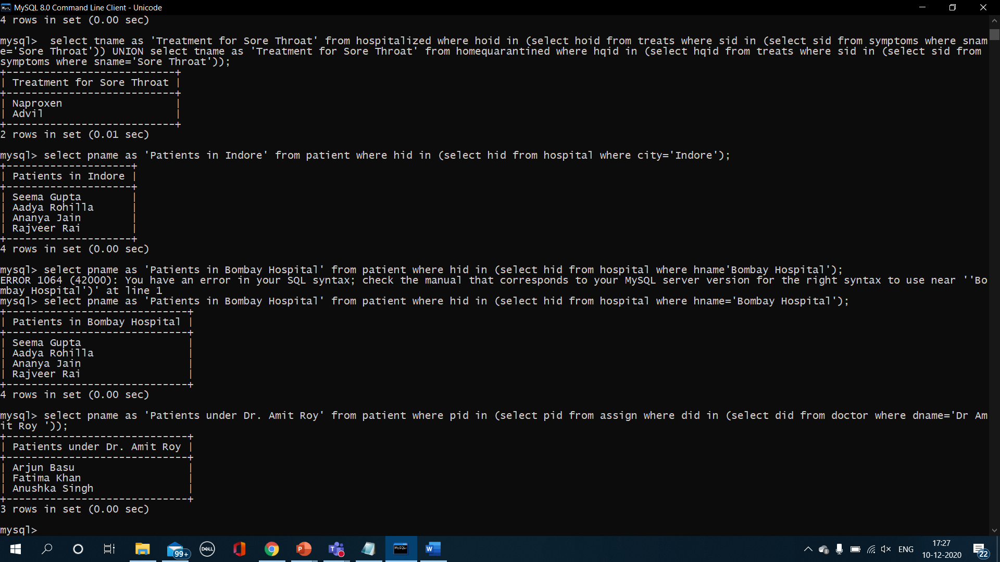 MySQL 8.0 Command Line Client - Unicode
4 rows in set (0.00 sec)
mysql>  select tname as 'Treatment for Sore Throat' from hospitalized where hoid in (select hoid from treats where sid in (select sid from symptoms where snam
e='Sore Throat')) UNION select tname as 'Treatment for Sore Throat' from homequarantined where hqid in (select hqid from treats where sid in (select sid from
symptoms where sname='Sore Throat'));
+---------------------------+
| Treatment for Sore Throat |
+---------------------------+
| Naproxen                  |
| Advil                     |
+---------------------------+
2 rows in set (0.01 sec)
mysql> select pname as 'Patients in Indore' from patient where hid in (select hid from hospital where city='Indore');
+--------------------+
| Patients in Indore |
+--------------------+
| Seema Gupta        |
| Aadya Rohilla      |
| Ananya Jain        |
| Rajveer Rai        |
+--------------------+
4 rows in set (0.00 sec)
mysql> select pname as 'Patients in Bombay Hospital' from patient where hid in (select hid from hospital where hname'Bombay Hospital');
ERROR 1064 (42000): You have an error in your SQL syntax; check the manual that corresponds to your MySQL server version for the right syntax to use near ''Bo
mbay Hospital')' at line 1
mysql> select pname as 'Patients in Bombay Hospital' from patient where hid in (select hid from hospital where hname='Bombay Hospital');
+-----------------------------+
| Patients in Bombay Hospital |
+-----------------------------+
| Seema Gupta                 |
| Aadya Rohilla               |
| Ananya Jain                 |
| Rajveer Rai                 |
+-----------------------------+
4 rows in set (0.00 sec)
mysql> select pname as 'Patients under Dr. Amit Roy' from patient where pid in (select pid from assign where did in (select did from doctor where dname='Dr Am
it Roy '));
+-----------------------------+
| Patients under Dr. Amit Roy |
+-----------------------------+
| Arjun Basu                  |
| Fatima Khan                 |
| Anushka Singh               |
+-----------------------------+
3 rows in set (0.00 sec)
mysql>
99+
DELL
P
T
MySQL
W
ENG
17:27
10-12-2020
22